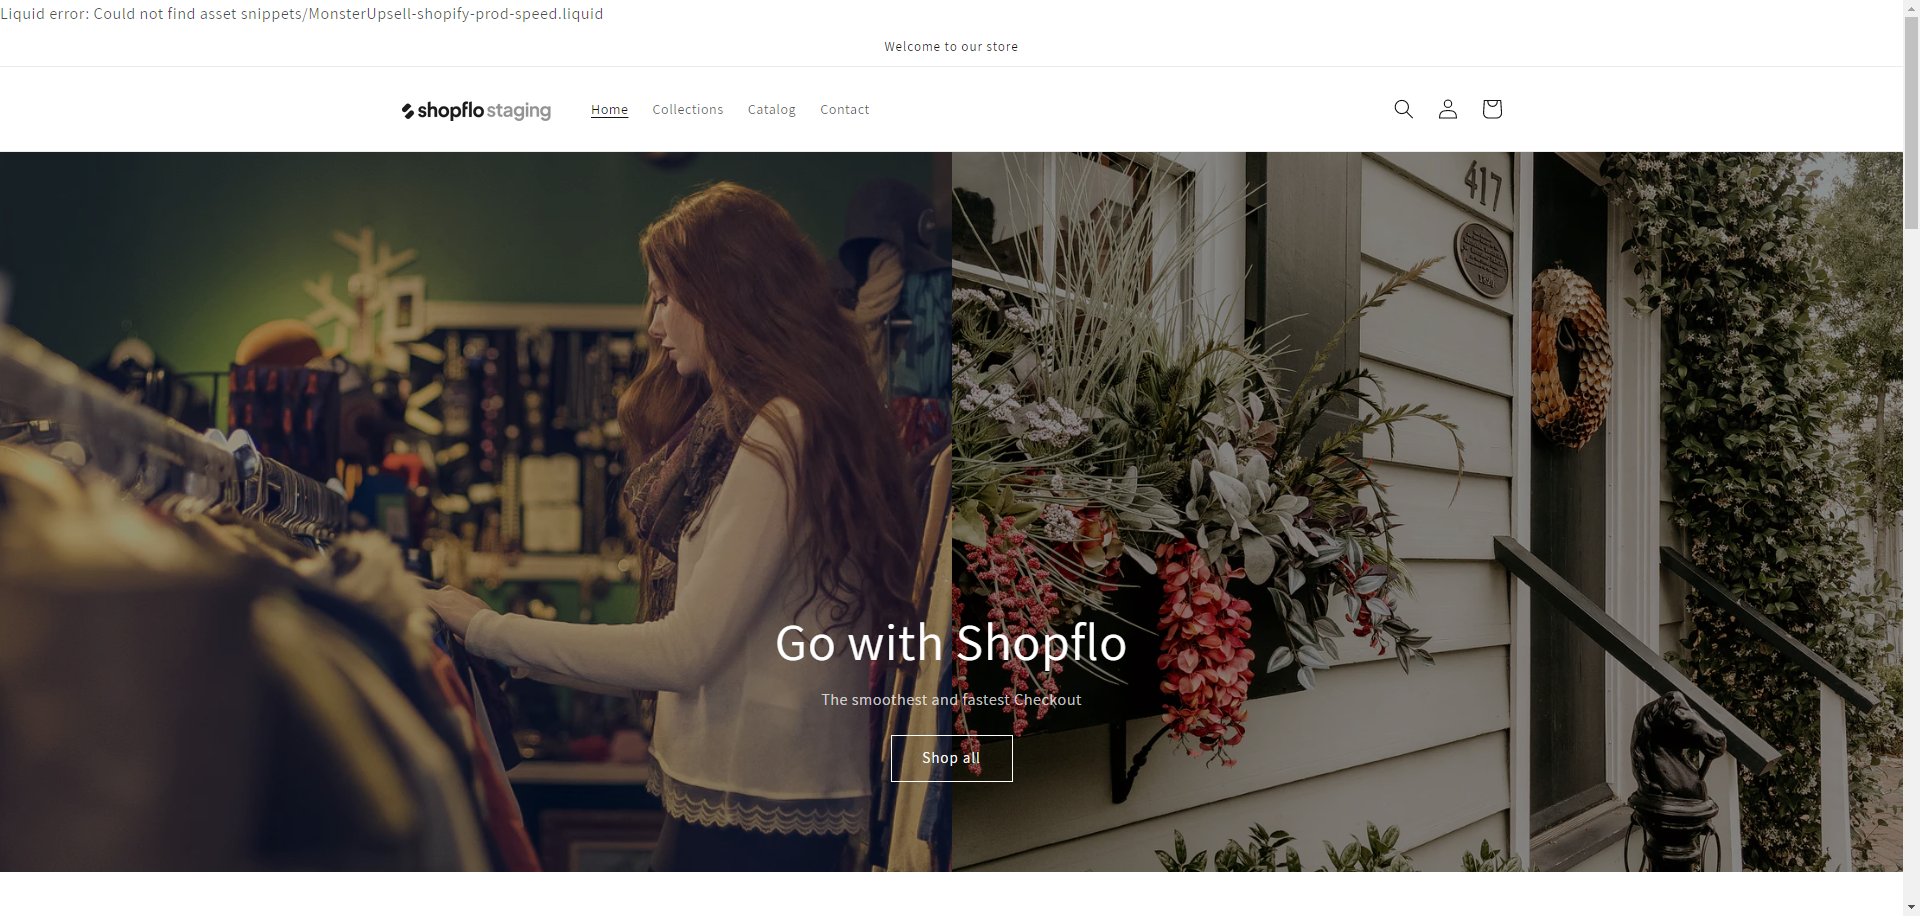 Liquid error: Could not find asset snippets/MonsterUpsell-shopify-prod-speed.liquid
Welcome to our store
shopflo staging
Home
Collections
Catalog
Contact
417
Go with Shopflo
The smoothest and fastest Checkout
Shop all